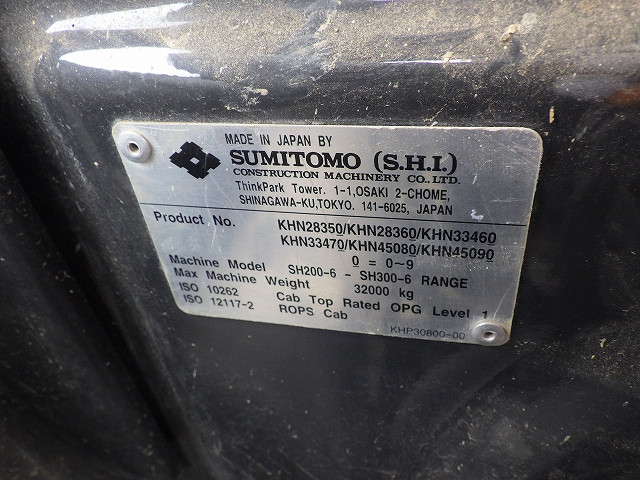 MADE IN JAPAN BY
SUMITOMO (S.H.I.)
CONSTRUCTION MACHINERY CO., LTD.
ThinkPark Tower. 1-1,OSAKI 2-CHOME,
SHINAGAWA-KU,TOKYO. 141-6025, JAPAN
Product No. KHN28350/KHN28360/KHN33460
KHN33470/KHN45080/KHN45090
0 = 0~9
Machine Model SH200-6 - SH300-6 RANGE
Max Machine Weight 32000 kg
ISO 10262 Cab Top Rated OPG Level 1
ISO 12117-2 ROPS Cab
KHP30800-00